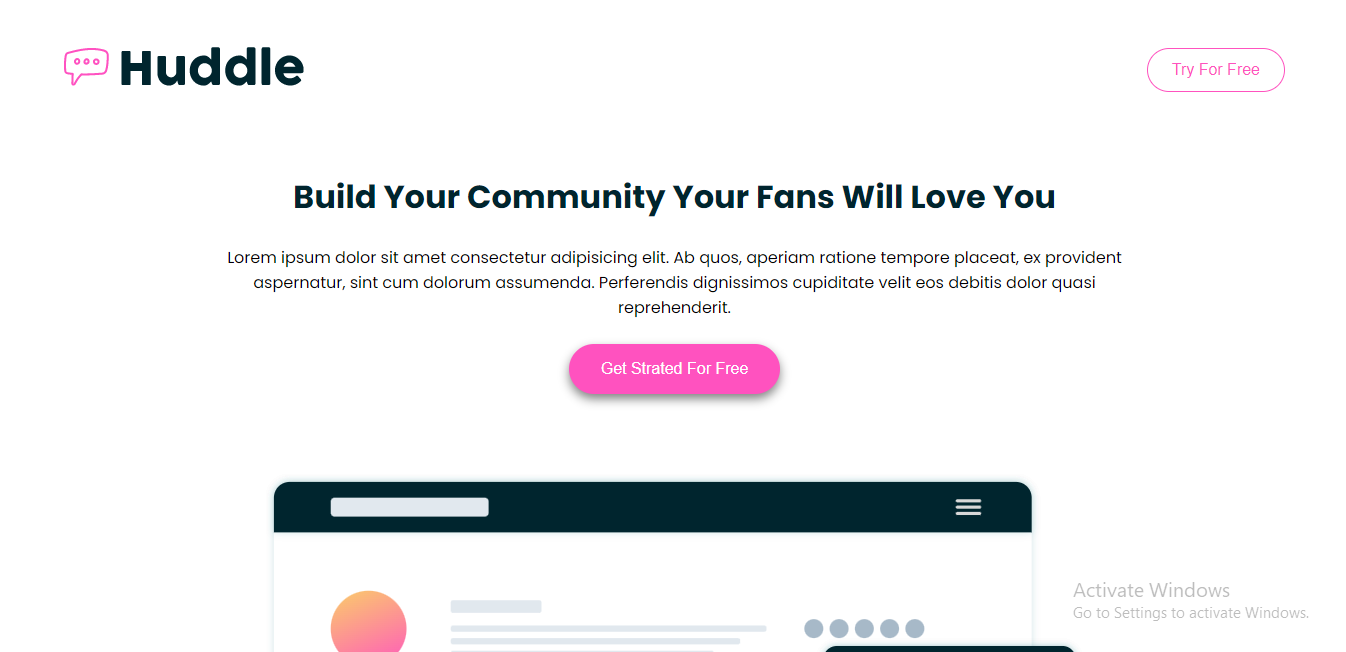 Huddle
Try For Free
Build Your Community Your Fans Will Love You
Lorem ipsum dolor sit amet consectetur adipisicing elit. Ab quos, aperiam ratione tempore placeat, ex provident
aspernatur, sint cum dolorum assumenda. Perferendis dignissimos cupiditate velit eos debitis dolor quasi
reprehenderit.
Get Strated For Free
Activate Windows
Go to Settings to activate Windows.